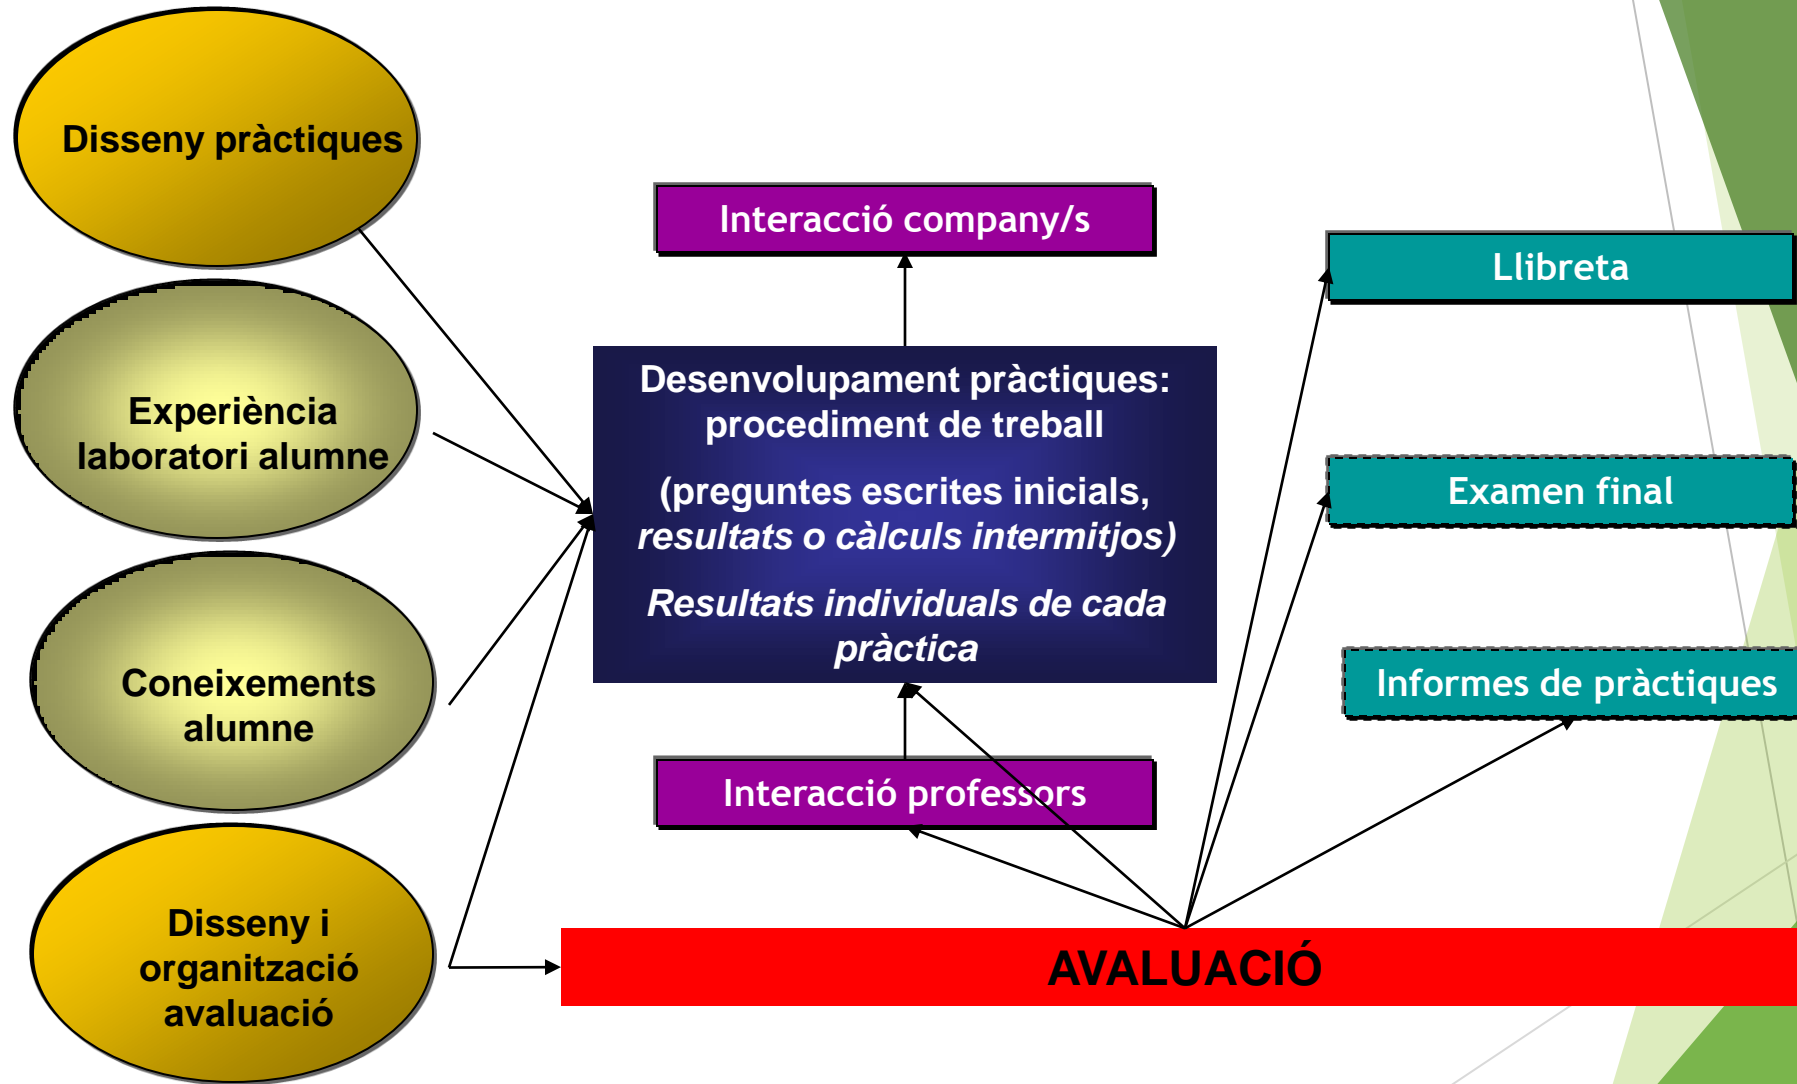 Disseny pràctiques
Experiència
laboratori alumne
Coneixements
alumne
Disseny i
organització
avaluació
Interacció company/s
Desenvolupament pràctiques:
procediment de treball
(preguntes escrites inicials,
resultats o càlculs intermitjos)
Resultats individuals de cada
pràctica
Interacció professors
Llibreta
Examen final
Informes de pràctiques
AVALUACIÓ